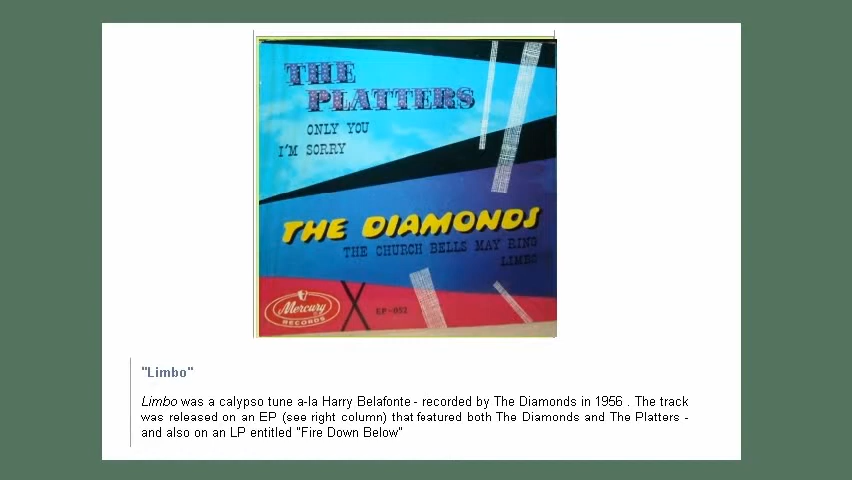 THE
PLATTERS
ONLY YOU
I'M SORRY
THE DIAMONDS
THE CHURCH BELLS MAY RING
LIMBO
Mercury
RECORDS
EP-052
"Limbo"
Limbo was a calypso tune a-la Harry Belafonte - recorded by The Diamonds in 1956 . The track
was released on an EP (see right column) that featured both The Diamonds and The Platters -
and also on an LP entitled "Fire Down Below"